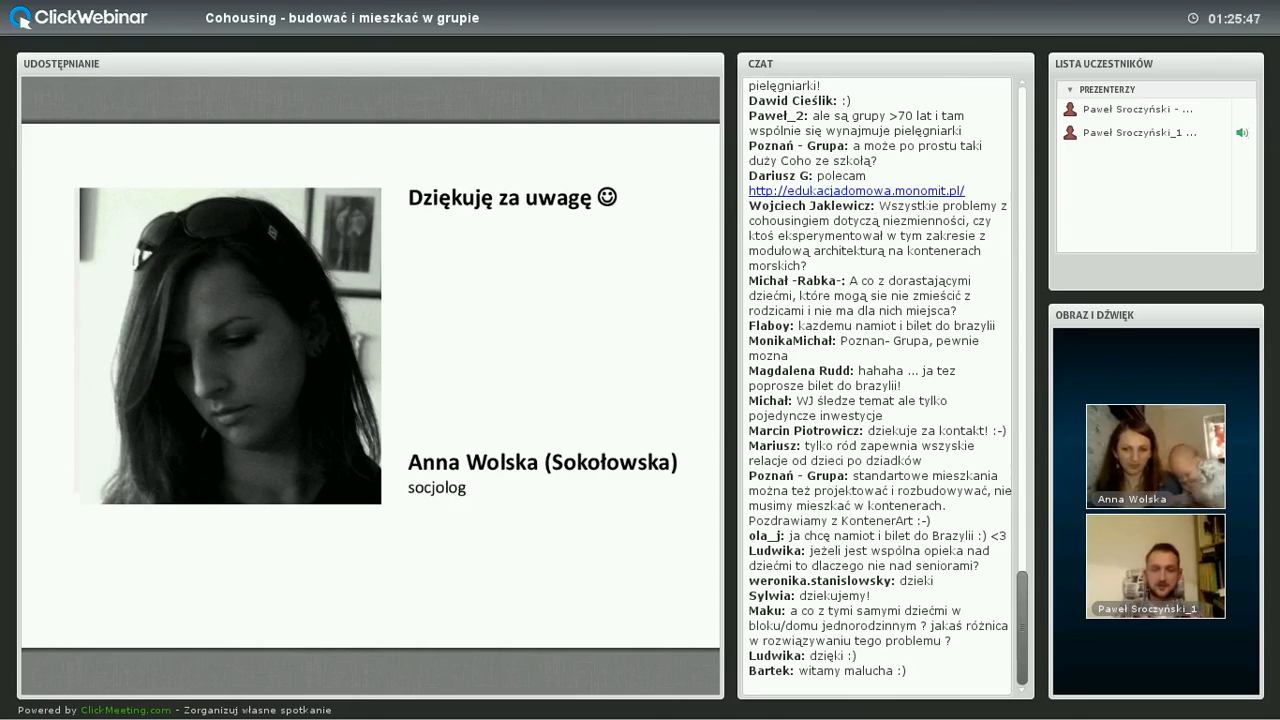 ClickWebinar
Cohousing - budować i mieszkać w grupie
01:25:47
UDOSTĘPNIANIE
Dziękuję za uwagę ☺
Anna Wolska (Sokołowska)
socjolog
CZAT
pielęgniarki!
Dawid Cieślik: :)
Paweł_2: ale są grupy >70 lat i tam
wspólnie się wynajmuje pielęgniarki
Poznań - Grupa: a może po prostu taki
duży Coho ze szkołą?
Dariusz G: polecam
http://edukacjadomowa.monomit.pl/
Wojciech Jaklewicz: Wszystkie problemy z
cohousingiem dotyczą niezmienności, czy
ktoś eksperymentował w tym zakresie z
modułową architekturą na kontenerach
morskich?
Michał -Rabka-: A co z dorastającymi
dziećmi, które mogą sie nie zmieścić z
rodzicami i nie ma dla nich miejsca?
Flaboy: kazdemu namiot i bilet do brazylii
MonikaMichał: Poznan- Grupa, pewnie
mozna
Magdalena Rudd: hahaha ... ja tez
poprosze bilet do brazylii!
Michał: WJ śledze temat ale tylko
pojedyncze inwestycje
Marcin Piotrowicz: dziekuje za kontakt! :-)
Mariusz: tylko ród zapewnia wszyskie
relacje od dzieci po dziadków
Poznań - Grupa: standartowe mieszkania
można też projektować i rozbudowywać, nie
musimy mieszkać w kontenerach.
Pozdrawiamy z KontenerArt :-)
ola_j: ja chcę namiot i bilet do Brazylii :) <3
Ludwika: jeżeli jest wspólna opieka nad
dziećmi to dlaczego nie nad seniorami?
weronika.stanislowsky: dzieki
Sylwia: dziekujemy!
Maku: a co z tymi samymi dziećmi w
bloku/domu jednorodzinnym ? jakaś różnica
w rozwiązywaniu tego problemu ?
Ludwika: dzięki :)
Bartek: witamy malucha :)
LISTA UCZESTNIKÓW
PREZENTERZY
Paweł Sroczyński - ...
Paweł Sroczyński_1 ...
OBRAZ I DŹWIĘK
Anna Wolska
Paweł Sroczyński_1
Powered by ClickMeeting.com - Zorganizuj własne spotkanie